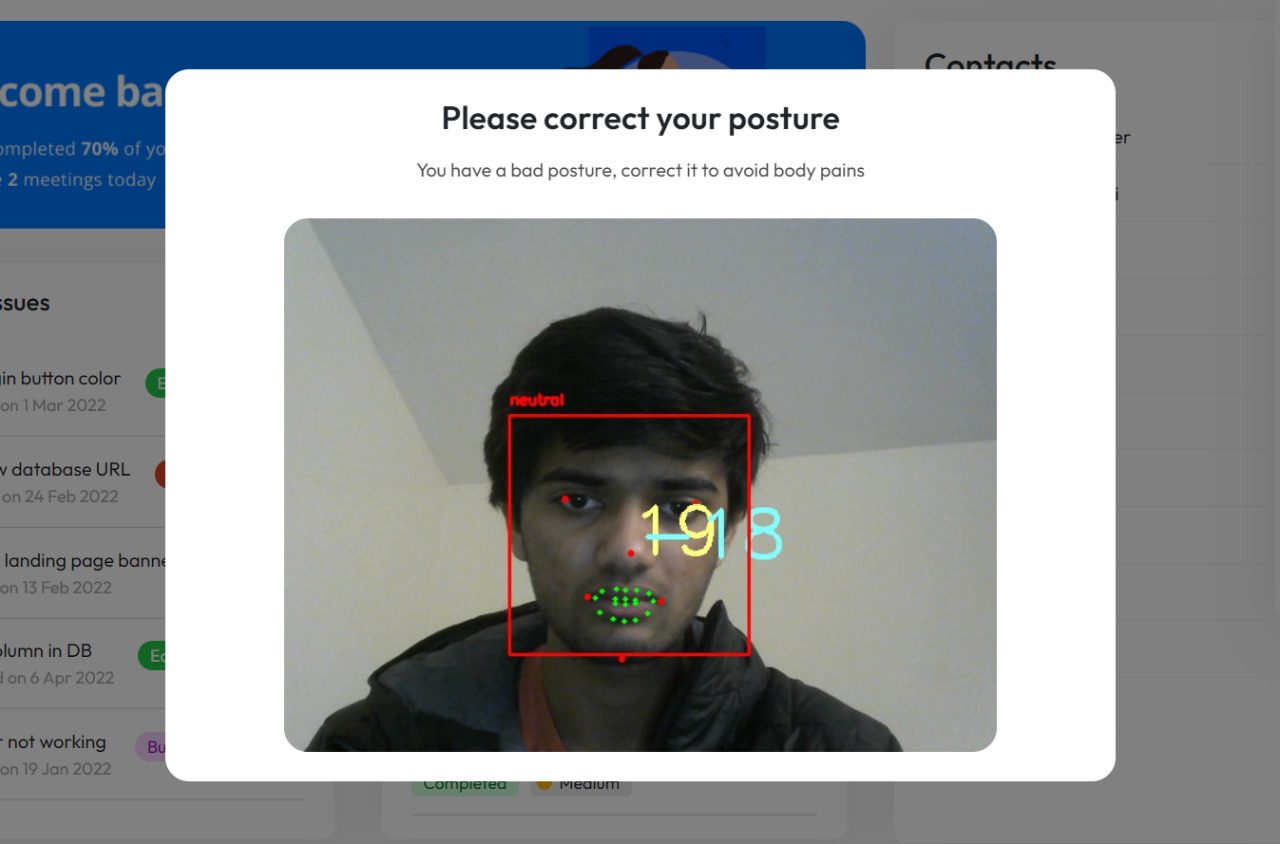 come ba
ompleted 70% of yo
2 meetings today
Contacts
er
i
Please correct your posture
You have a bad posture, correct it to avoid body pains
neutral
19
-18
ssues
in button color
on 1 Mar 2022
E
w database URL
on 24 Feb 2022
landing page banne
on 13 Feb 2022
olumn in DB
on 6 Apr 2022
Ea
r not working
on 19 Jan 2022
Bu
Completed
Medium